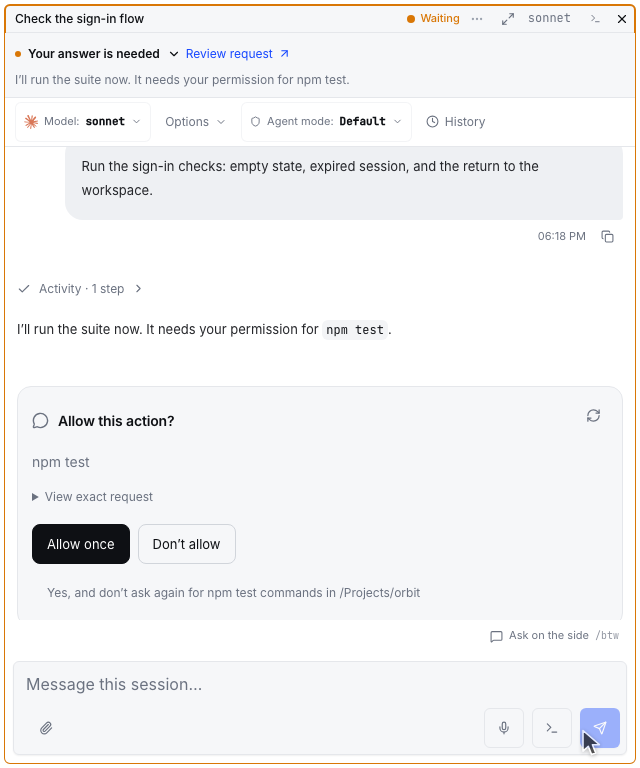 Check the sign-in flow
Waiting
sonnet
Your answer is needed
Review request
I’ll run the suite now. It needs your permission for npm test.
Model: sonnet
Options
Agent mode: Default
History
Run the sign-in checks: empty state, expired session, and the return to the
workspace.
06:18 PM
Activity · 1 step
I’ll run the suite now. It needs your permission for npm test.
Allow this action?
npm test
View exact request
Allow once
Don’t allow
Yes, and don’t ask again for npm test commands in /Projects/orbit
Ask on the side /btw
Message this session...